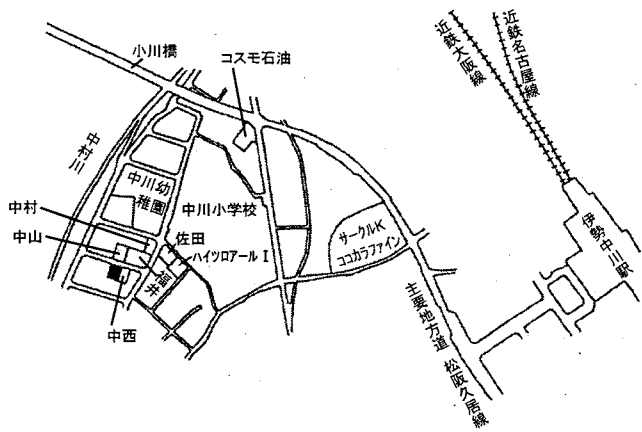 小川橋
コスモ石油
近鉄大阪線
近鉄名古屋線
中村川
中川幼
稚園
中川小学校
中村
佐田
中山
ハイツロアールⅠ
福井
中西
サークルK
ココカラファイン
伊勢中川駅
主要地方道 松阪久居線